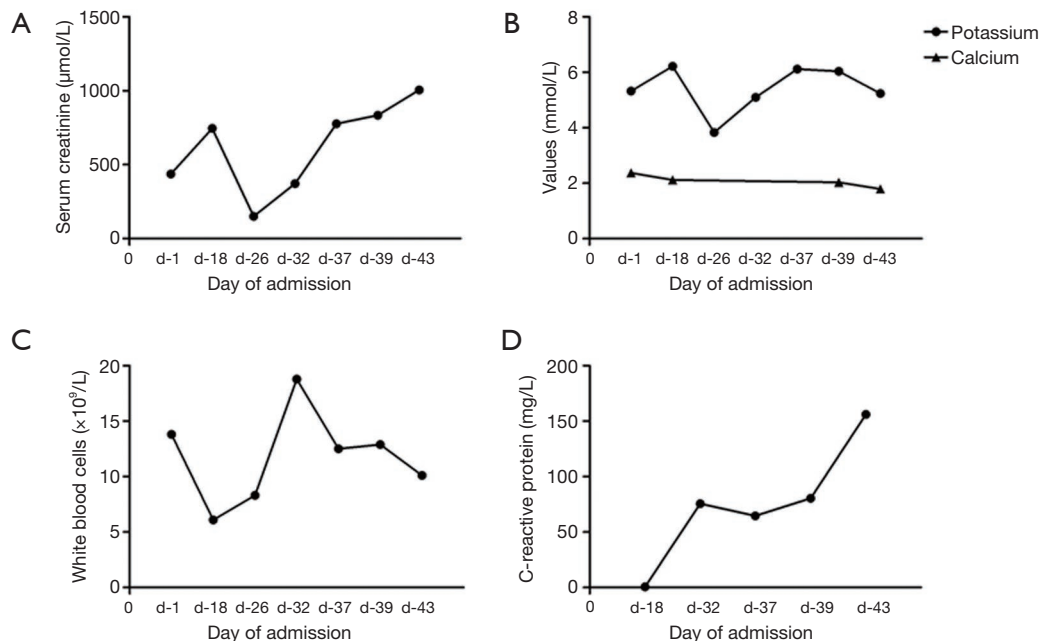 A
Serum creatinine (μmol/L)
1500
1000
500
0
0 d-1 d-18 d-26 d-32 d-37 d-39 d-43
Day of admission
B
Values (mmol/L)
8
6
4
2
0
0 d-1 d-18 d-26 d-32 d-37 d-39 d-43
Day of admission
Potassium
Calcium
C
White blood cells (×10⁹/L)
20
15
10
5
0
0 d-1 d-18 d-26 d-32 d-37 d-39 d-43
Day of admission
D
C-reactive protein (mg/L)
200
150
100
50
0
0 d-18 d-32 d-37 d-39 d-43
Day of admission